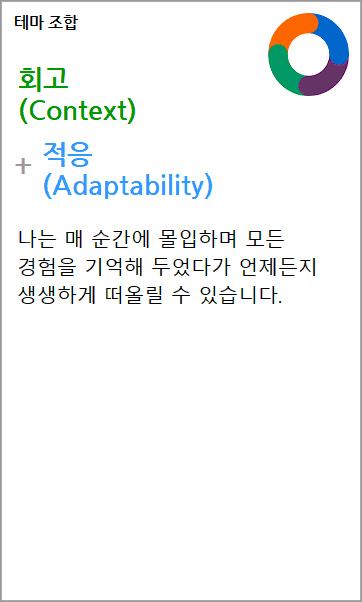 테마 조합
회고
(Context)
+ 적응
(Adaptability)
나는 매 순간에 몰입하며 모든
경험을 기억해 두었다가 언제든지
생생하게 떠올릴 수 있습니다.